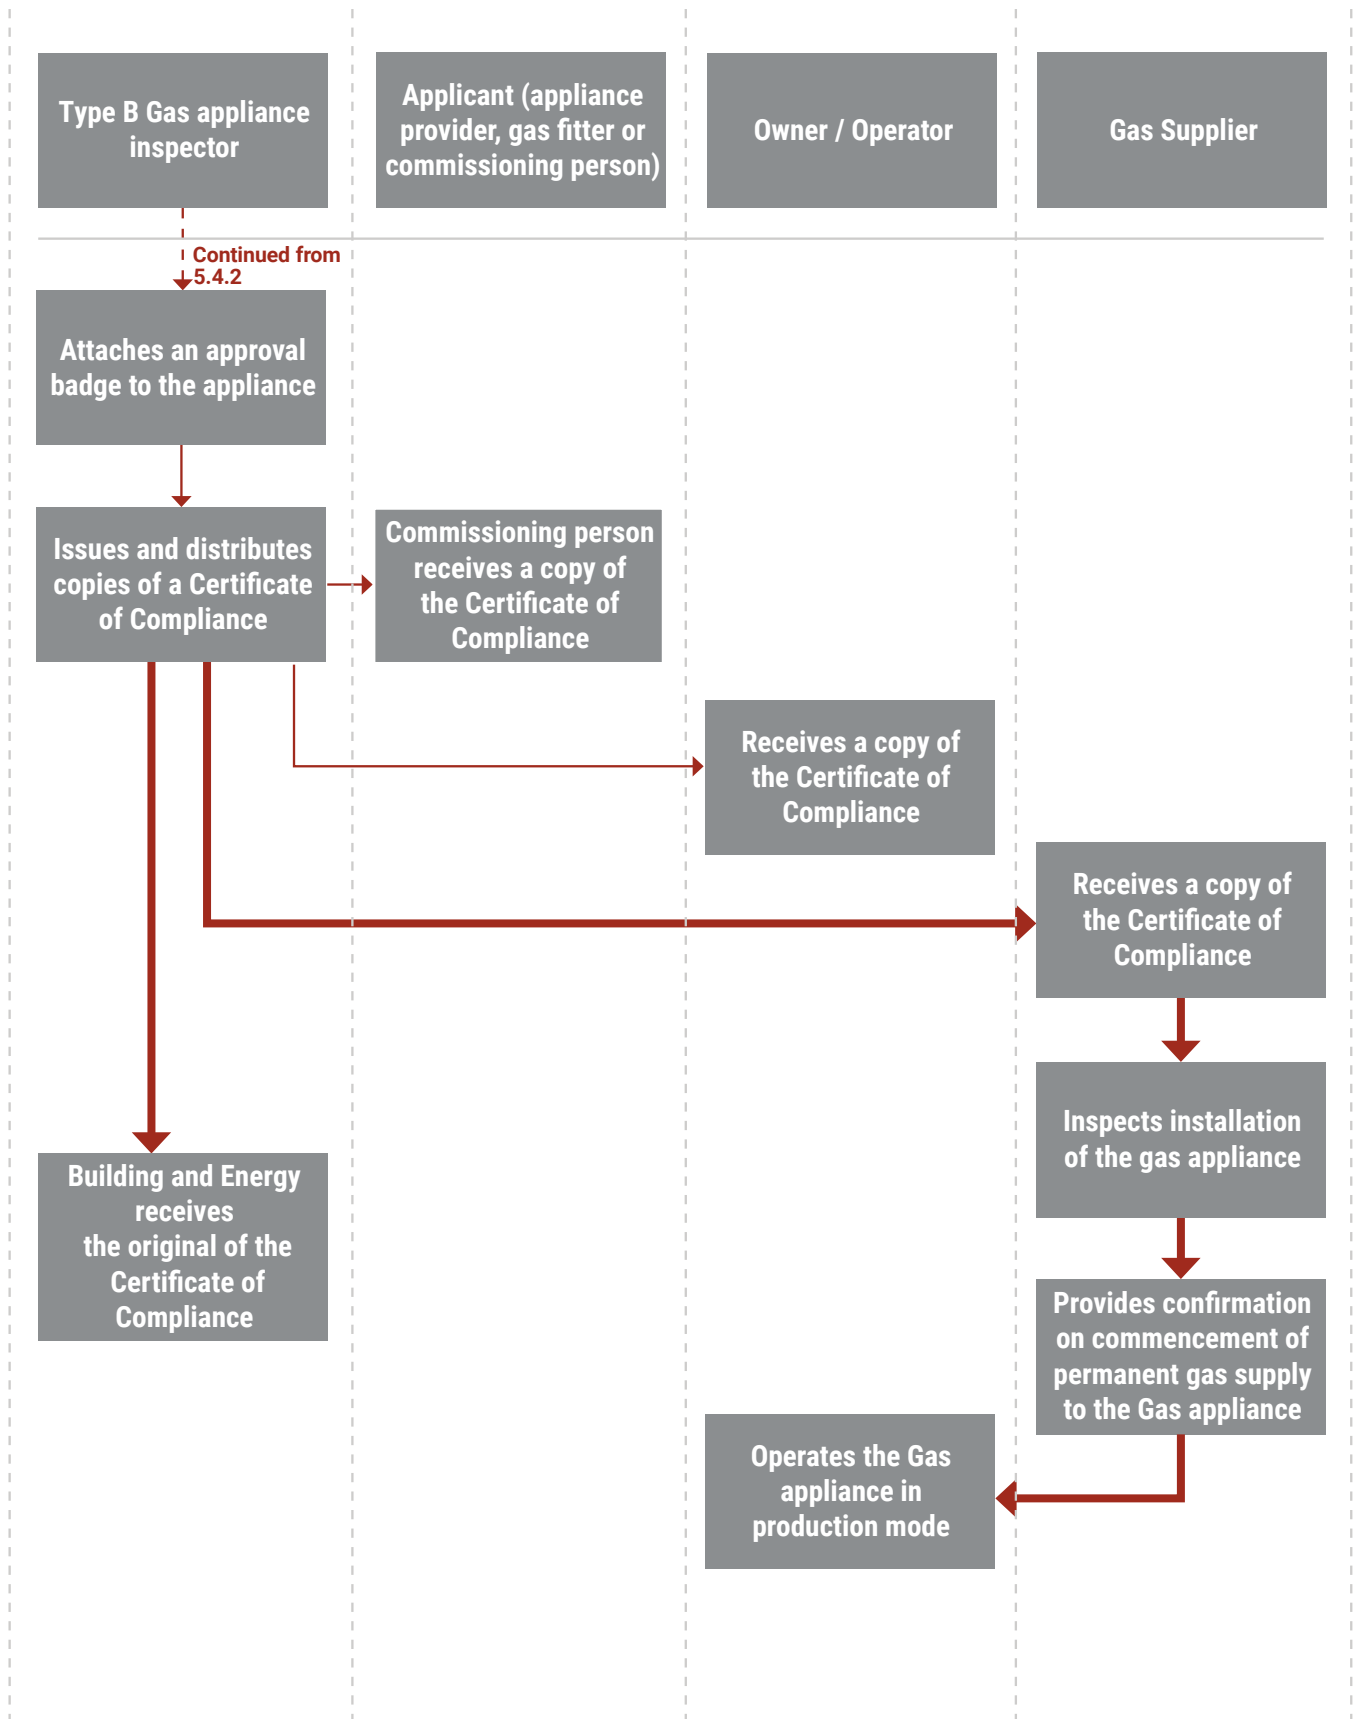 Type B Gas appliance
inspector
Applicant (appliance
provider, gas fitter or
commissioning person)
Owner / Operator
Gas Supplier
Continued from
5.4.2
Attaches an approval
badge to the appliance
Issues and distributes
copies of a Certificate
of Compliance
Commissioning person
receives a copy of
the Certificate of
Compliance
Receives a copy of
the Certificate of
Compliance
Receives a copy of
the Certificate of
Compliance
Inspects installation
of the gas appliance
Building and Energy
receives
the original of the
Certificate of
Compliance
Provides confirmation
on commencement of
permanent gas supply
to the Gas appliance
Operates the Gas
appliance in
production mode